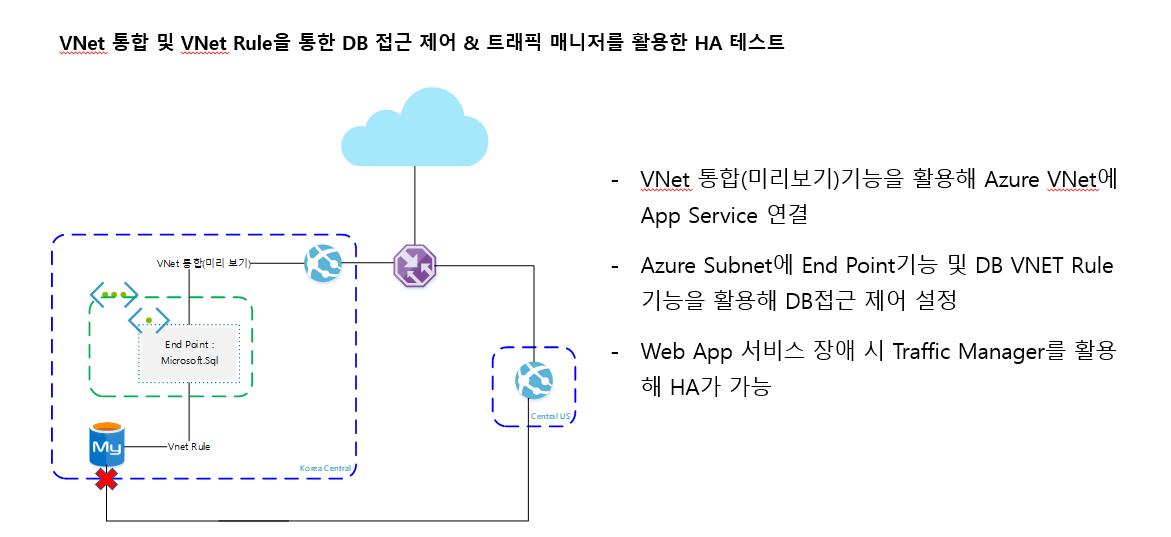 VNet 통합 및 VNet Rule을 통한 DB 접근 제어 & 트래픽 매니저를 활용한 HA 테스트
- VNet 통합(미리보기)기능을 활용해 Azure VNet에
App Service 연결
- Azure Subnet에 End Point기능 및 DB VNET Rule
기능을 활용해 DB접근 제어 설정
- Web App 서비스 장애 시 Traffic Manager를 활용
해 HA가 가능
VNet 통합(미리 보기)
End Point :
Microsoft.Sql
My
Vnet Rule
Korea Central
Central US